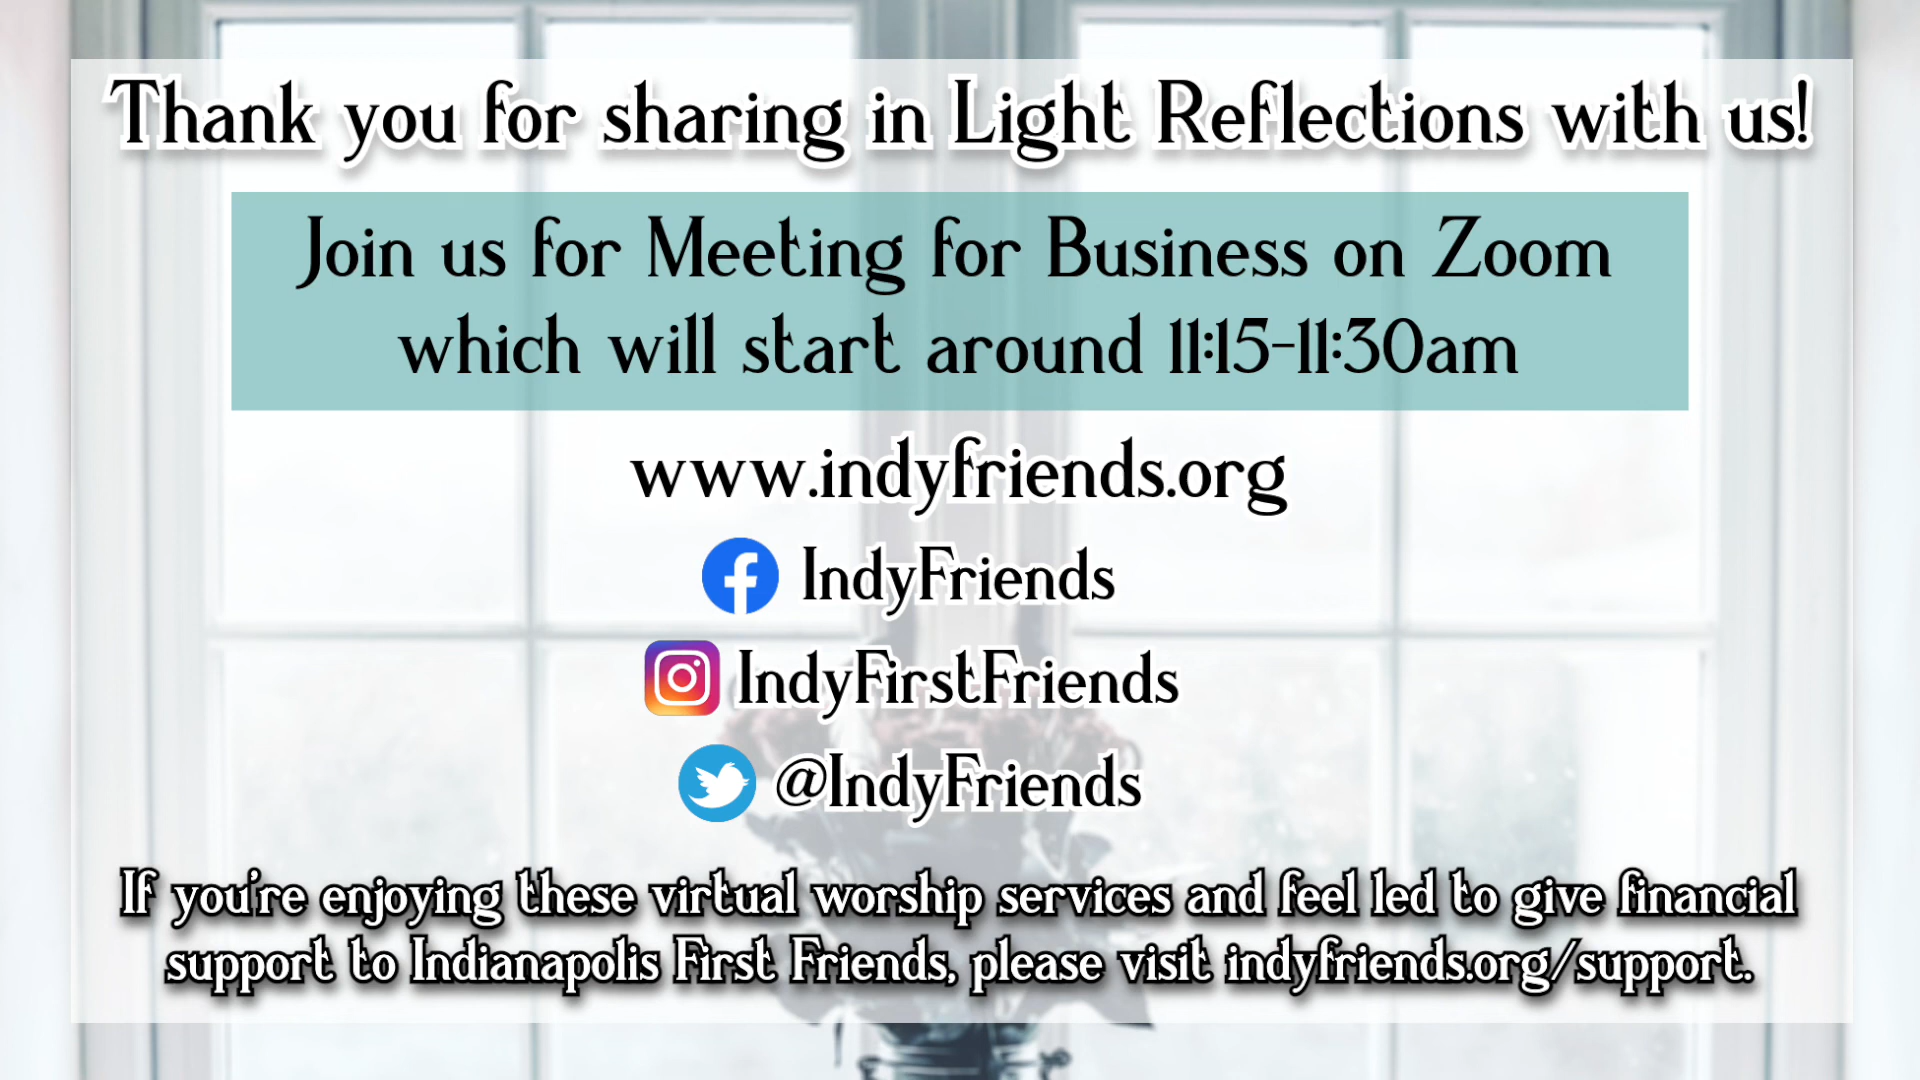 Thank you for sharing in Light Reflections with us!
Join us for Meeting for Business on Zoom
which will start around 11:15-11:30am
www.indyfriends.org
IndyFriends
IndyFirstFriends
@IndyFriends
If you're enjoying these virtual worship services and feel led to give financial
support to Indianapolis First Friends, please visit indyfriends.org/support.